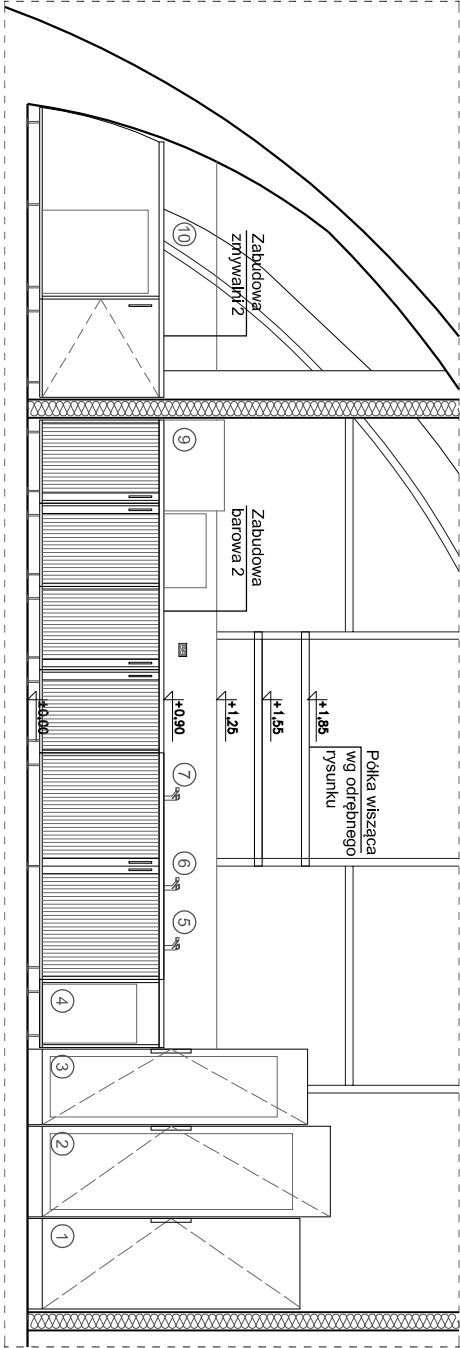 Zabudowa
zmywalni 2
10
Zabudowa
barowa 2
9
Półka wisząca
wg odrębnego
rysunku
+1,85
+1,55
+1,25
+0,90
±0,00
7
6
5
4
3
2
1